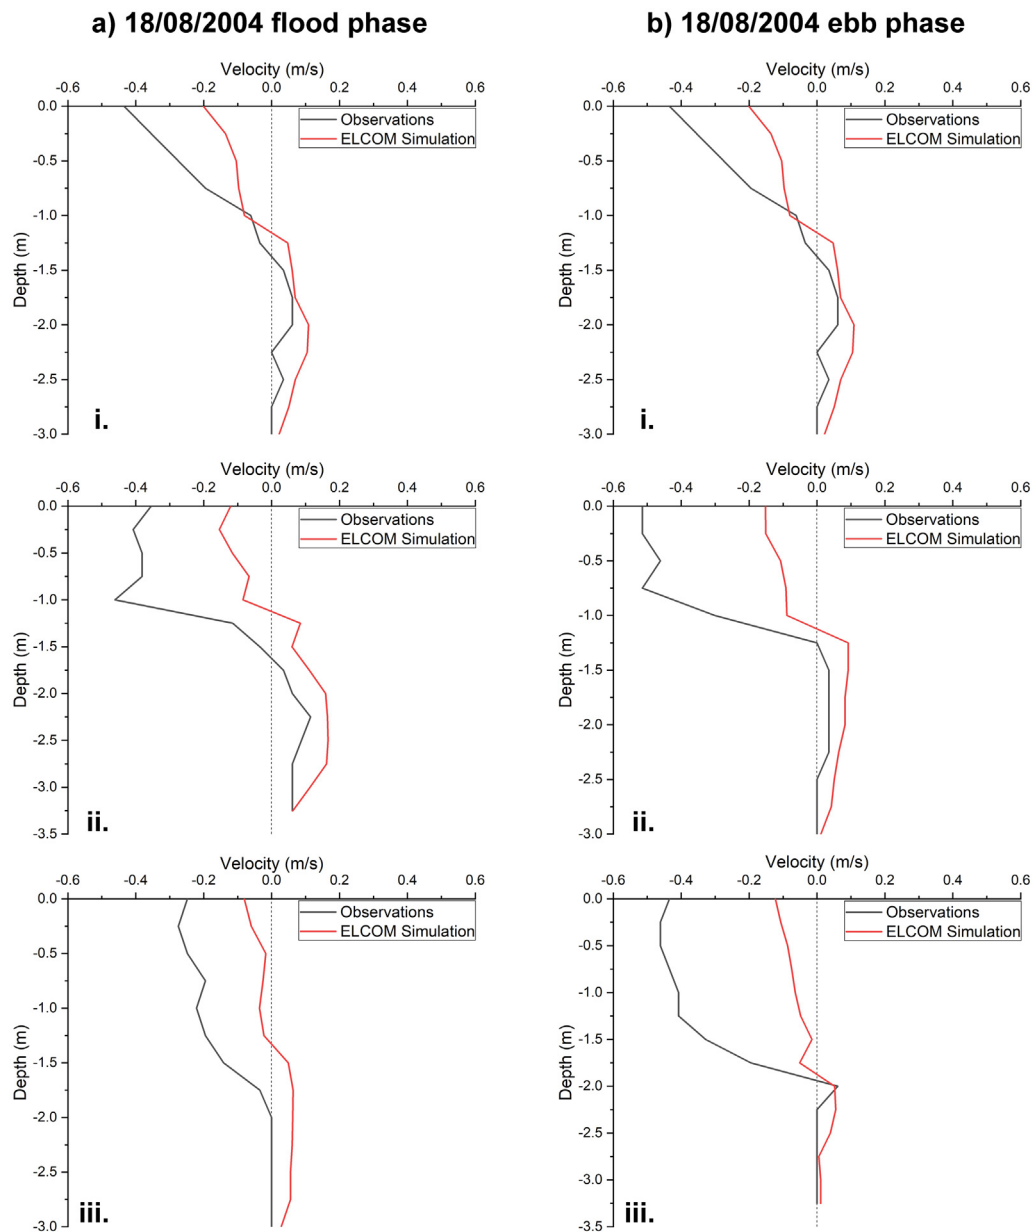 a) 18/08/2004 flood phase
b) 18/08/2004 ebb phase
Velocity (m/s)
-0.6 -0.4 -0.2 0.0 0.2 0.4 0.6
0.0
-0.5
-1.0
-1.5
-2.0
-2.5
-3.0
Depth (m)
Observations
ELCOM Simulation
i.
Velocity (m/s)
-0.6 -0.4 -0.2 0.0 0.2 0.4 0.6
0.0
-0.5
-1.0
-1.5
-2.0
-2.5
-3.0
Depth (m)
Observations
ELCOM Simulation
i.
Velocity (m/s)
-0.6 -0.4 -0.2 0.0 0.2 0.4 0.6
0.0
-0.5
-1.0
-1.5
-2.0
-2.5
-3.0
-3.5
Depth (m)
Observations
ELCOM Simulation
ii.
Velocity (m/s)
-0.6 -0.4 -0.2 0.0 0.2 0.4 0.6
0.0
-0.5
-1.0
-1.5
-2.0
-2.5
-3.0
Depth (m)
Observations
ELCOM Simulation
ii.
Velocity (m/s)
-0.6 -0.4 -0.2 0.0 0.2 0.4 0.6
0.0
-0.5
-1.0
-1.5
-2.0
-2.5
-3.0
Depth (m)
Observations
ELCOM Simulation
iii.
Velocity (m/s)
-0.6 -0.4 -0.2 0.0 0.2 0.4 0.6
0.0
-0.5
-1.0
-1.5
-2.0
-2.5
-3.0
-3.5
Depth (m)
Observations
ELCOM Simulation
iii.